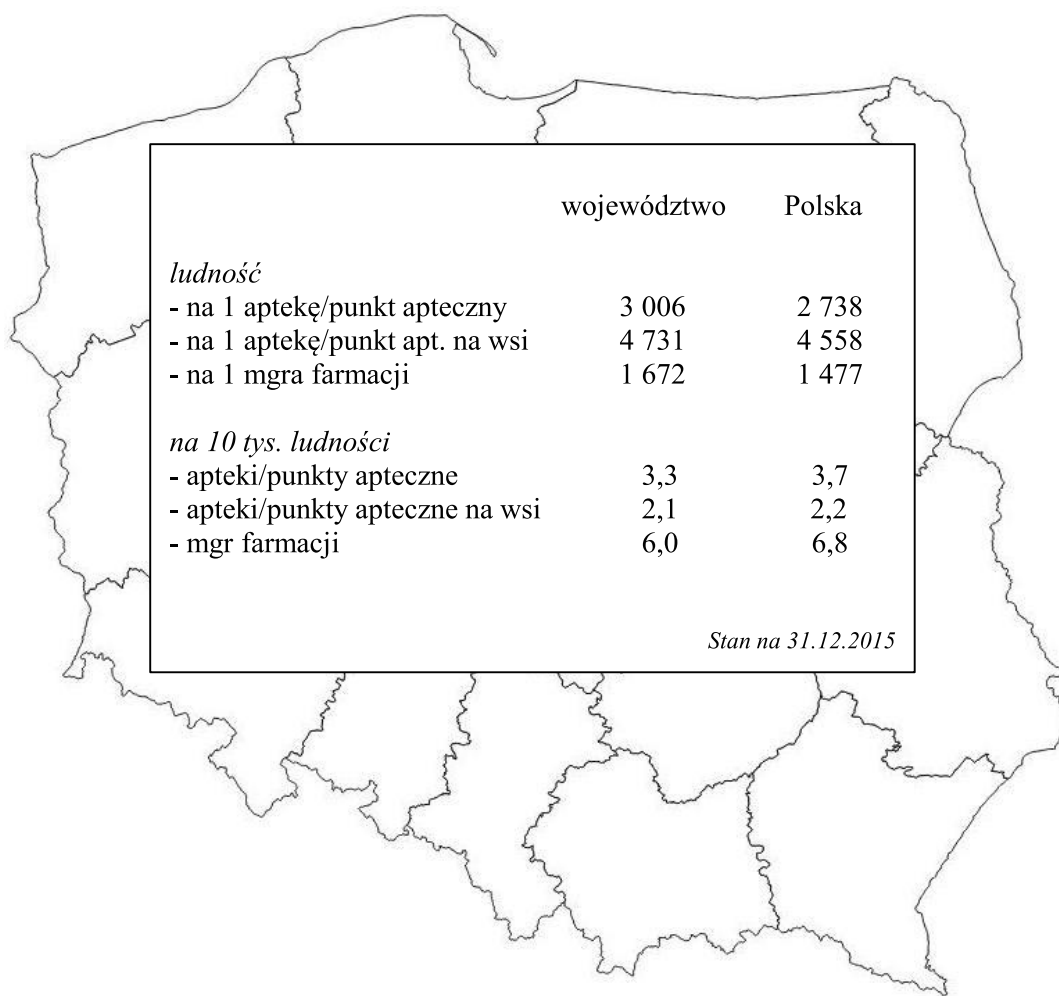 województwo Polska
ludność
- na 1 aptekę/punkt apteczny 3 006 2 738
- na 1 aptekę/punkt apt. na wsi 4 731 4 558
- na 1 mgra farmacji 1 672 1 477
na 10 tys. ludności
- apteki/punkty apteczne 3,3 3,7
- apteki/punkty apteczne na wsi 2,1 2,2
- mgr farmacji 6,0 6,8
Stan na 31.12.2015